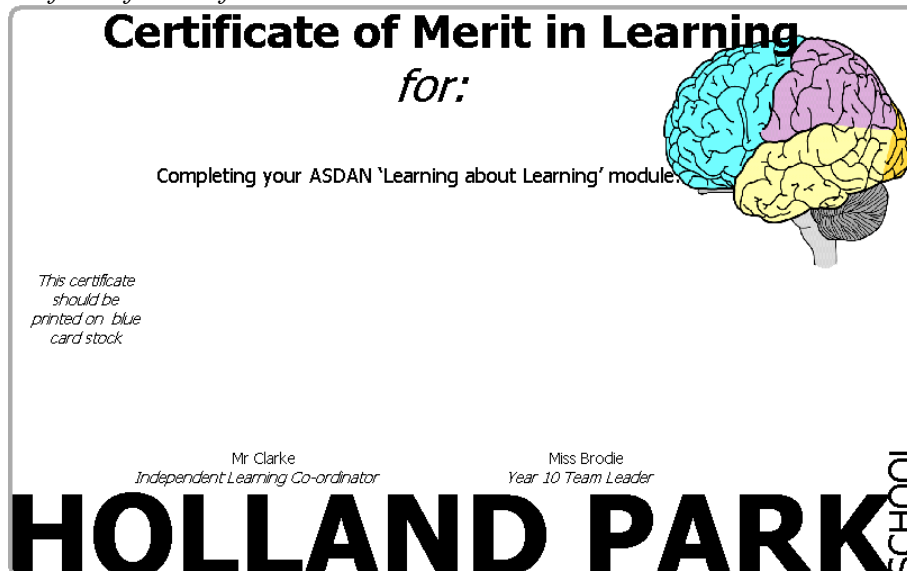 Certificate of Merit in Learning
for:
Completing your ASDAN ‘Learning about Learning’ module.
This certificate
should be
printed on blue
card stock
Mr Clarke
Independent Learning Co-ordinator
Miss Brodie
Year 10 Team Leader
HOLLAND PARK
SCHOOL